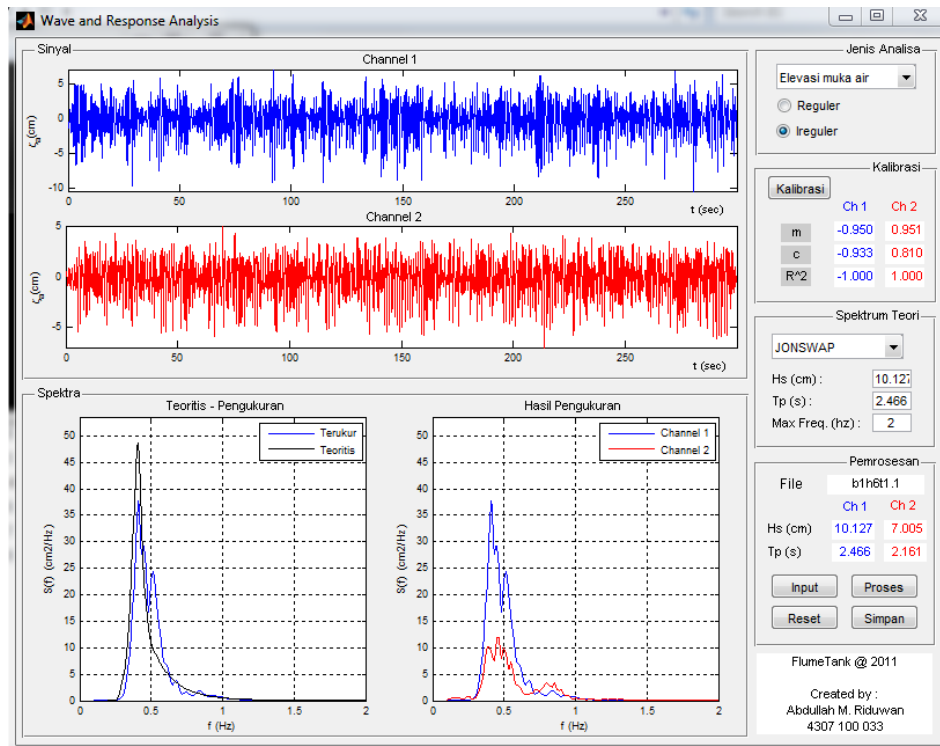 Wave and Response Analysis
Sinyal
Channel 1
ζa(cm)
5
0
-5
-10
0
50
100
150
200
250
t (sec)
Channel 2
ζa(cm)
5
0
-5
0
50
100
150
200
250
t (sec)
Spektra
Teoritis - Pengukuran
S(f) (cm2/Hz)
50
45
40
35
30
25
20
15
10
5
0
Terukur
Teoritis
0
0.5
1
1.5
2
f (Hz)
Hasil Pengukuran
S(f) (cm2/Hz)
50
45
40
35
30
25
20
15
10
5
0
Channel 1
Channel 2
0
0.5
1
1.5
2
f (Hz)
Jenis Analisa
Elevasi muka air
Reguler
Ireguler
Kalibrasi
Kalibrasi
Ch 1 Ch 2
m -0.950 0.951
c -0.933 0.810
R^2 -1.000 1.000
Spektrum Teori
JONSWAP
Hs (cm) : 10.127
Tp (s) : 2.466
Max Freq. (hz) : 2
Pemrosesan
File b1h6t1.1
Ch 1 Ch 2
Hs (cm) 10.127 7.005
Tp (s) 2.466 2.161
Input Proses
Reset Simpan
FlumeTank @ 2011
Created by :
Abdullah M. Riduwan
4307 100 033